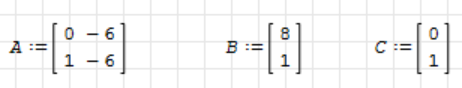 A := [ 0 −6 ] B := [ 8 ] C := [ 0 ]
[ 1 −6 ] [ 1 ] [ 1 ]